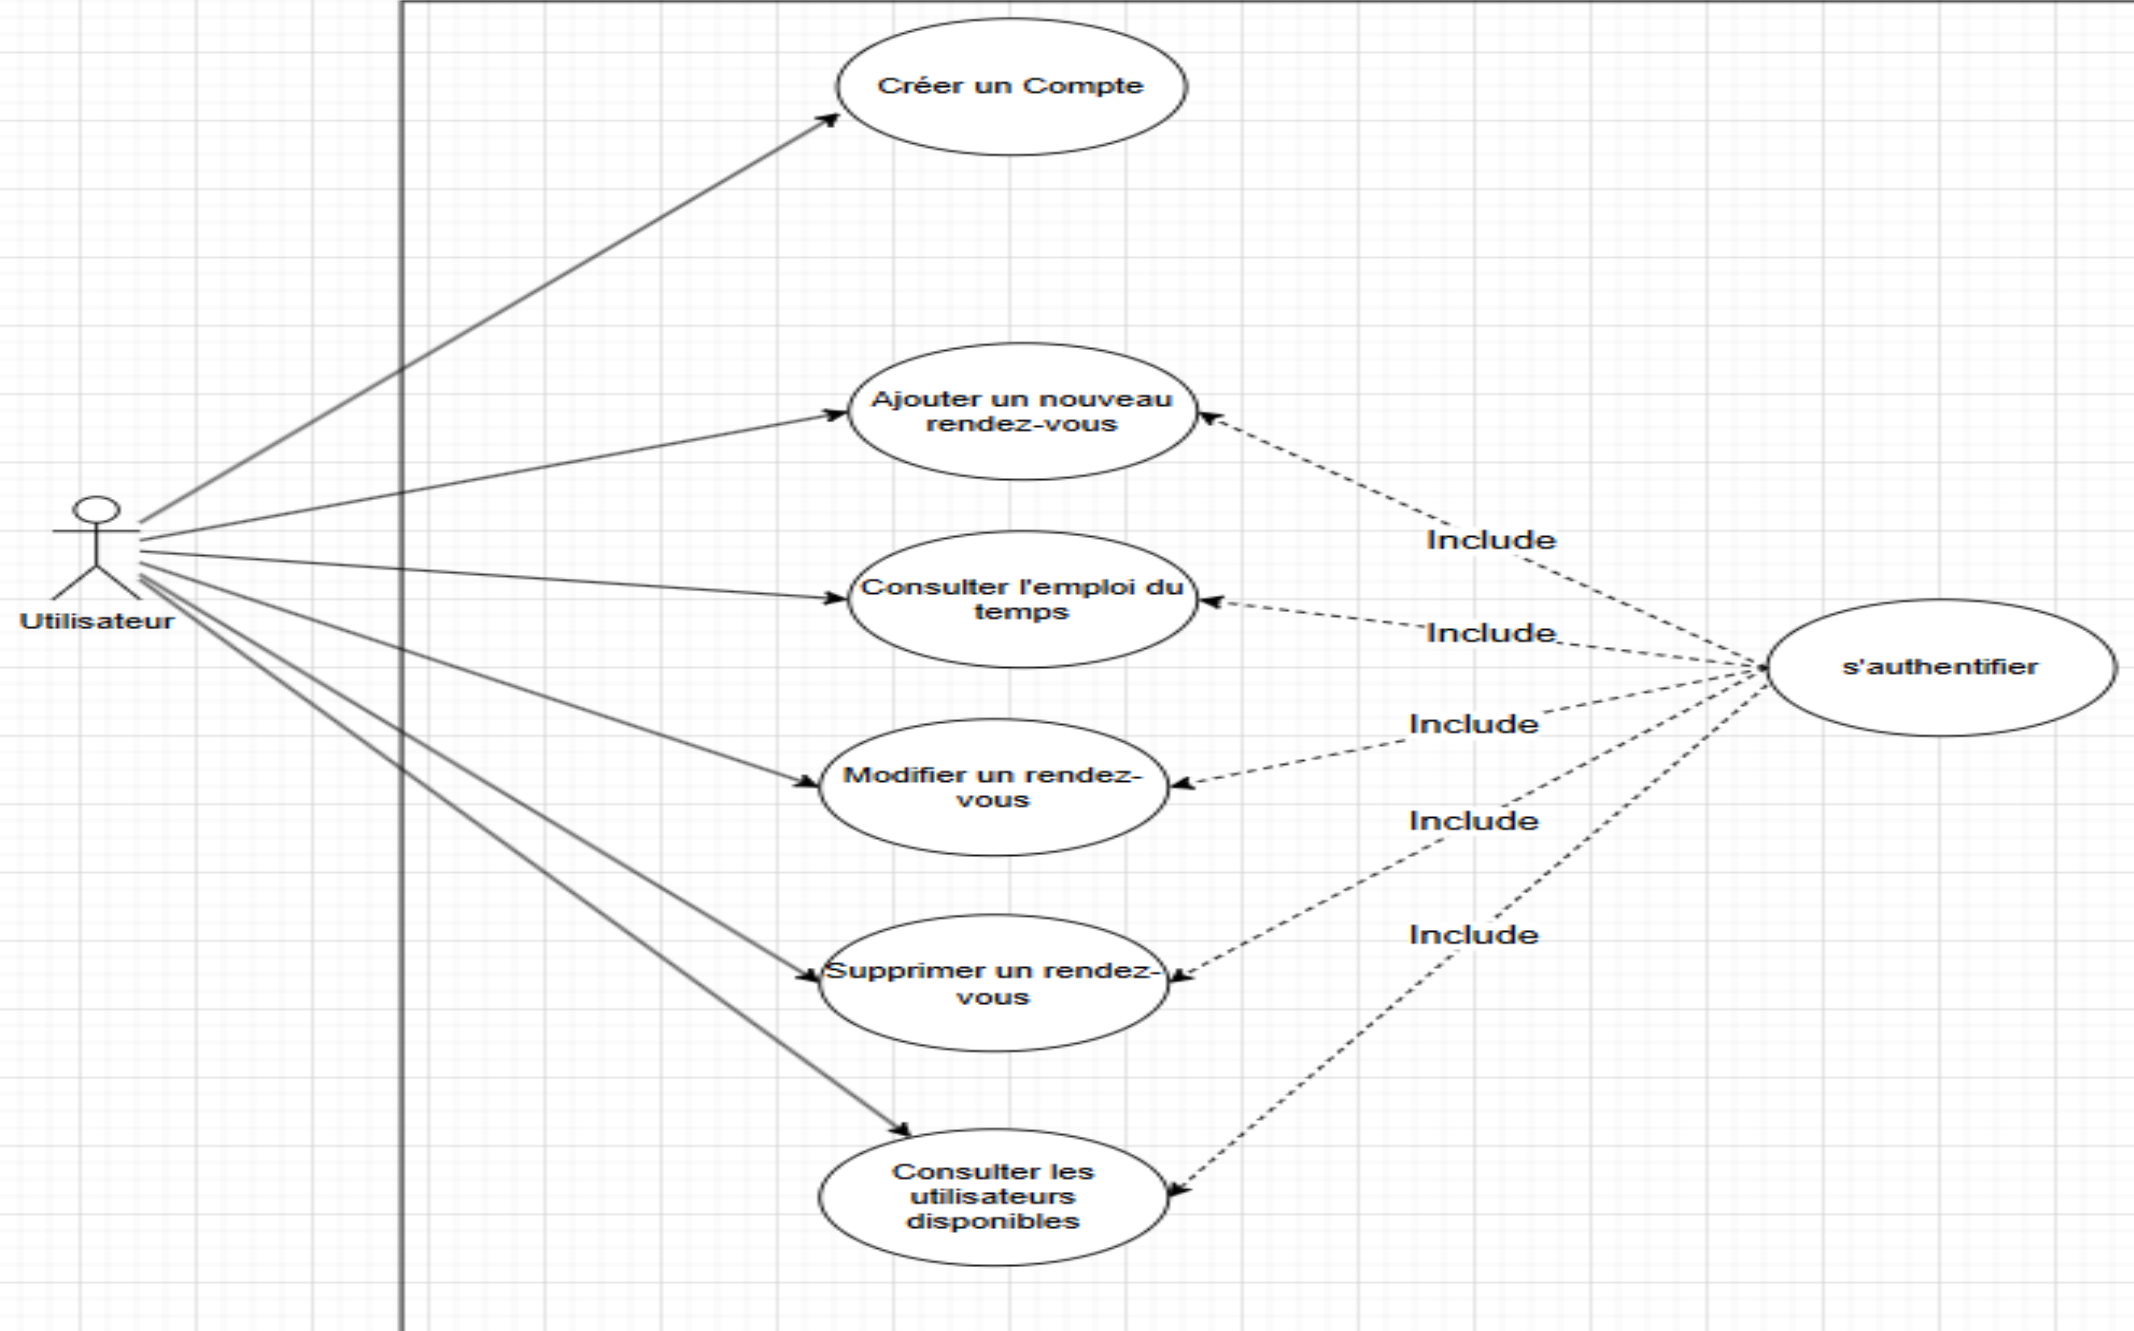 Créer un Compte
Ajouter un nouveau
rendez-vous
Include
Utilisateur
Consulter l'emploi du
temps
Include
s'authentifier
Include
Modifier un rendez-
vous
Include
Include
Supprimer un rendez-
vous
Consulter les
utilisateurs
disponibles